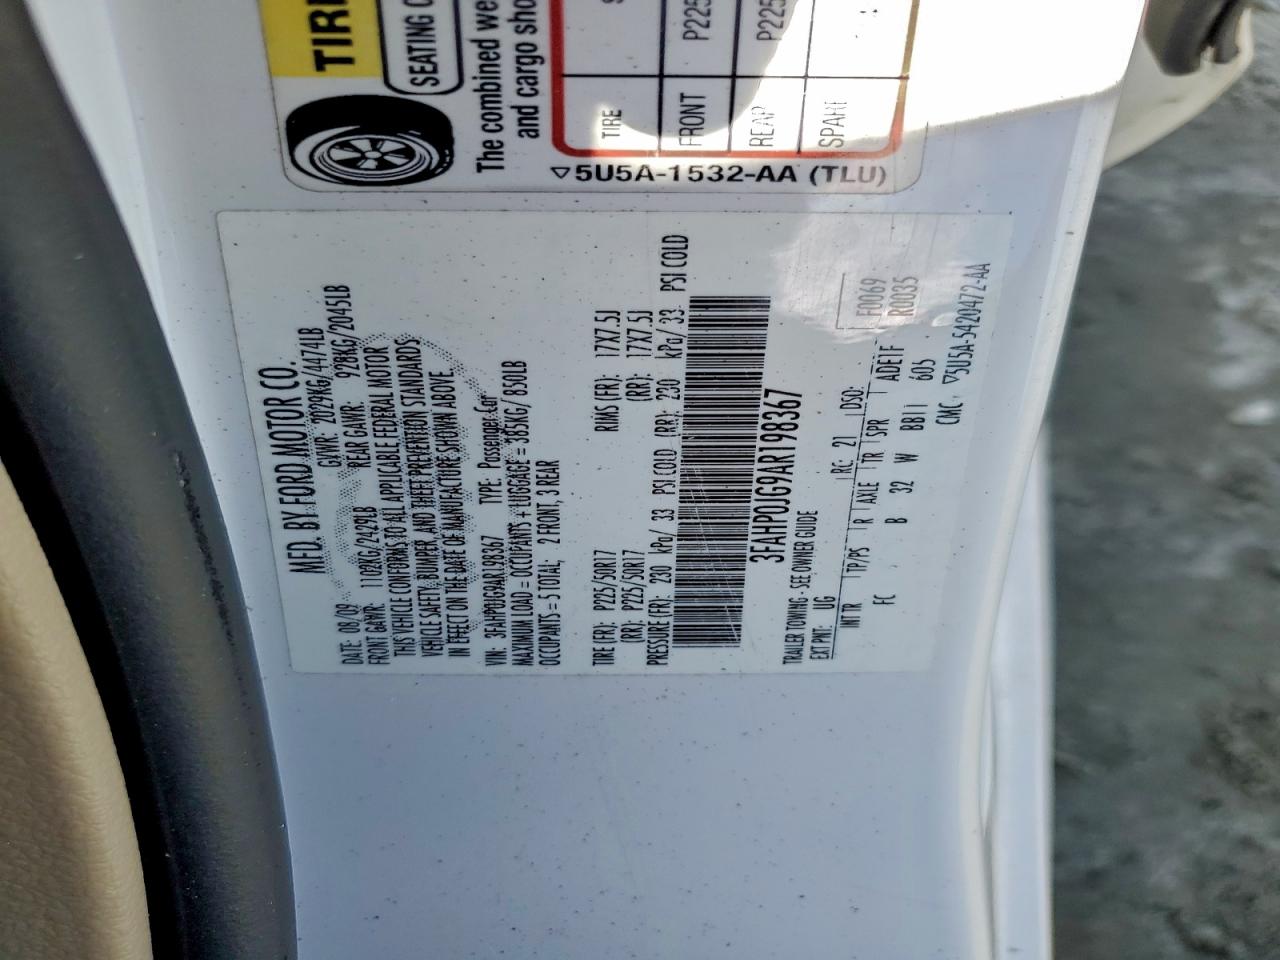 TIRE
SEATING C
The combined we
and cargo sho
TIRE S
FRONT P225
REAR P225
SPARE
▽5U5A-1532-AA (TLU)
MFD. BY FORD MOTOR CO.
DATE: 08/09 GVWR: 2029KG/4474LB
FRONT GAWR: 1102KG/2429LB REAR GAWR: 928KG/2045LB
THIS VEHICLE CONFORMS TO ALL APPLICABLE FEDERAL MOTOR
VEHICLE SAFETY, BUMPER, AND THEFT PREVENTION STANDARDS
IN EFFECT ON THE DATE OF MANUFACTURE SHOWN ABOVE.
VIN: 3FAHP0JG9AR198367 TYPE: Passenger Car
MAXIMUM LOAD = OCCUPANTS + LUGGAGE = 385KG/850LB
OCCUPANTS = 5 TOTAL; 2 FRONT, 3 REAR
TIRE (FR): P225/50R17 RIMS (FR): 17X7.5J
(RR): P225/50R17 (RR): 17X7.5J
PRESSURE (FR): 230 kPa/ 33 PSI COLD (RR): 230 kPa/ 33 PSI COLD
3FAHP0JG9AR198367
TRAILER TOWING - SEE OWNER GUIDE
EXT PNT: UG RC: 21 DSO: F0069
INT TR TP/PS R AXLE TR SPR ADE1F R0035
FC B 32 W BB11 605
CMC ▽5U5A-5420472-AA